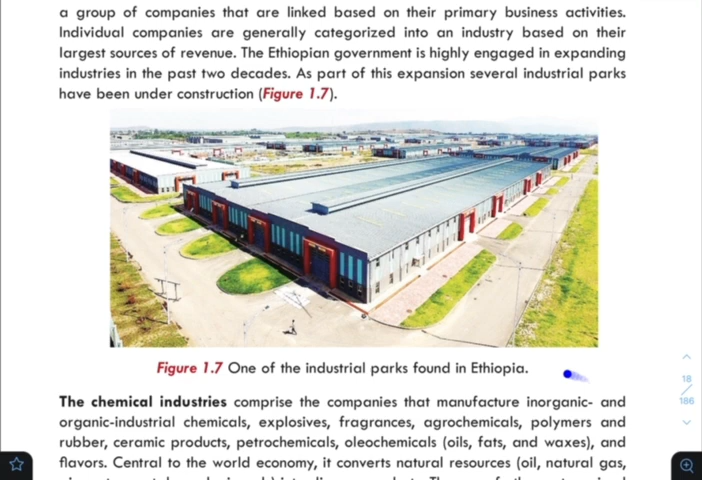 a group of companies that are linked based on their primary business activities.
Individual companies are generally categorized into an industry based on their
largest sources of revenue. The Ethiopian government is highly engaged in expanding
industries in the past two decades. As part of this expansion several industrial parks
have been under construction (Figure 1.7).
Figure 1.7 One of the industrial parks found in Ethiopia.
The chemical industries comprise the companies that manufacture inorganic- and
organic-industrial chemicals, explosives, fragrances, agrochemicals, polymers and
rubber, ceramic products, petrochemicals, oleochemicals (oils, fats, and waxes), and
flavors. Central to the world economy, it converts natural resources (oil, natural gas,
18
186